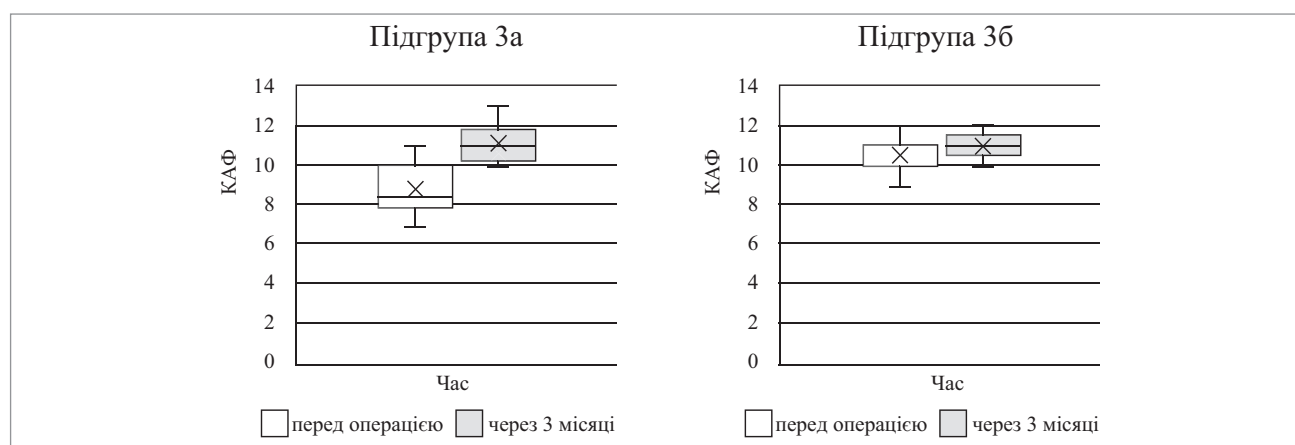 Підгрупа 3а
14
12
10
8
6
4
2
0
КАФ
Час
перед операцією
через 3 місяці
Підгрупа 3б
14
12
10
8
6
4
2
0
КАФ
Час
перед операцією
через 3 місяці